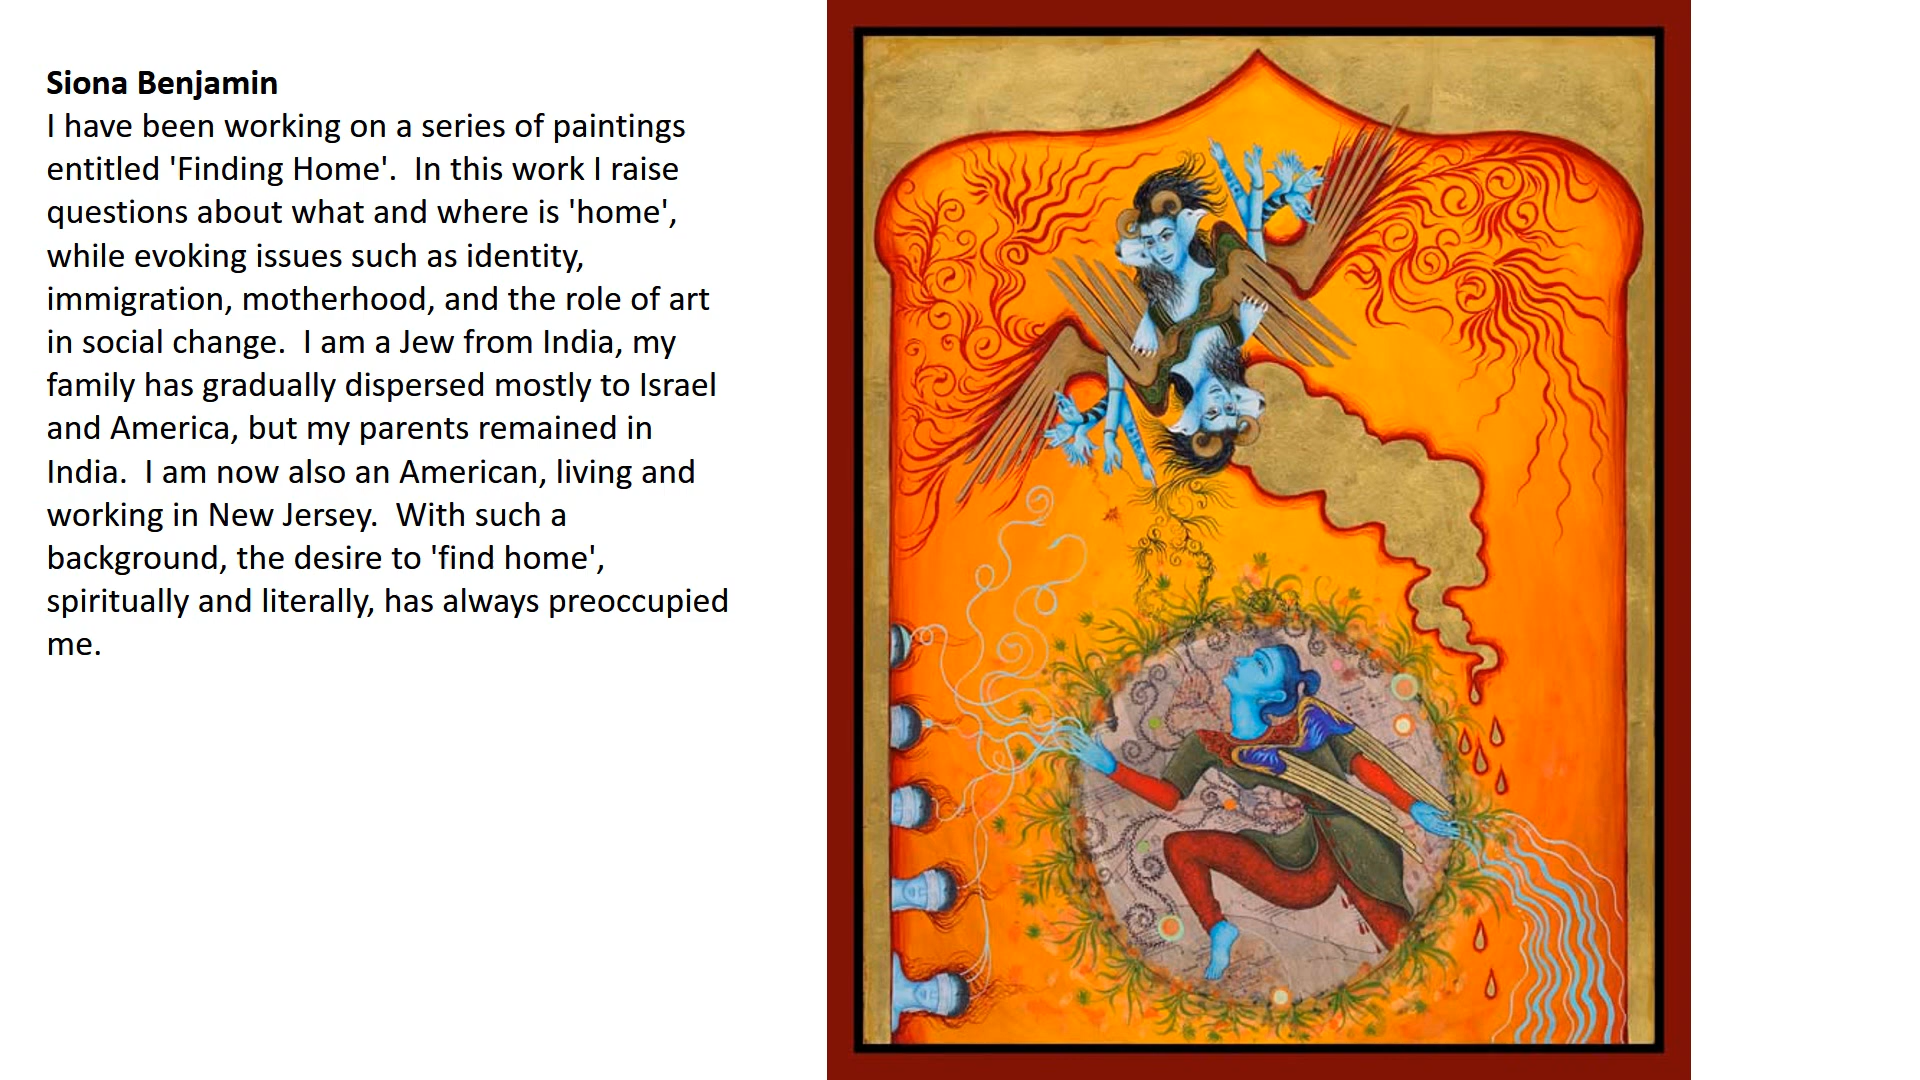 Siona Benjamin
I have been working on a series of paintings
entitled 'Finding Home'.  In this work I raise
questions about what and where is 'home',
while evoking issues such as identity,
immigration, motherhood, and the role of art
in social change.  I am a Jew from India, my
family has gradually dispersed mostly to Israel
and America, but my parents remained in
India.  I am now also an American, living and
working in New Jersey.  With such a
background, the desire to 'find home',
spiritually and literally, has always preoccupied
me.